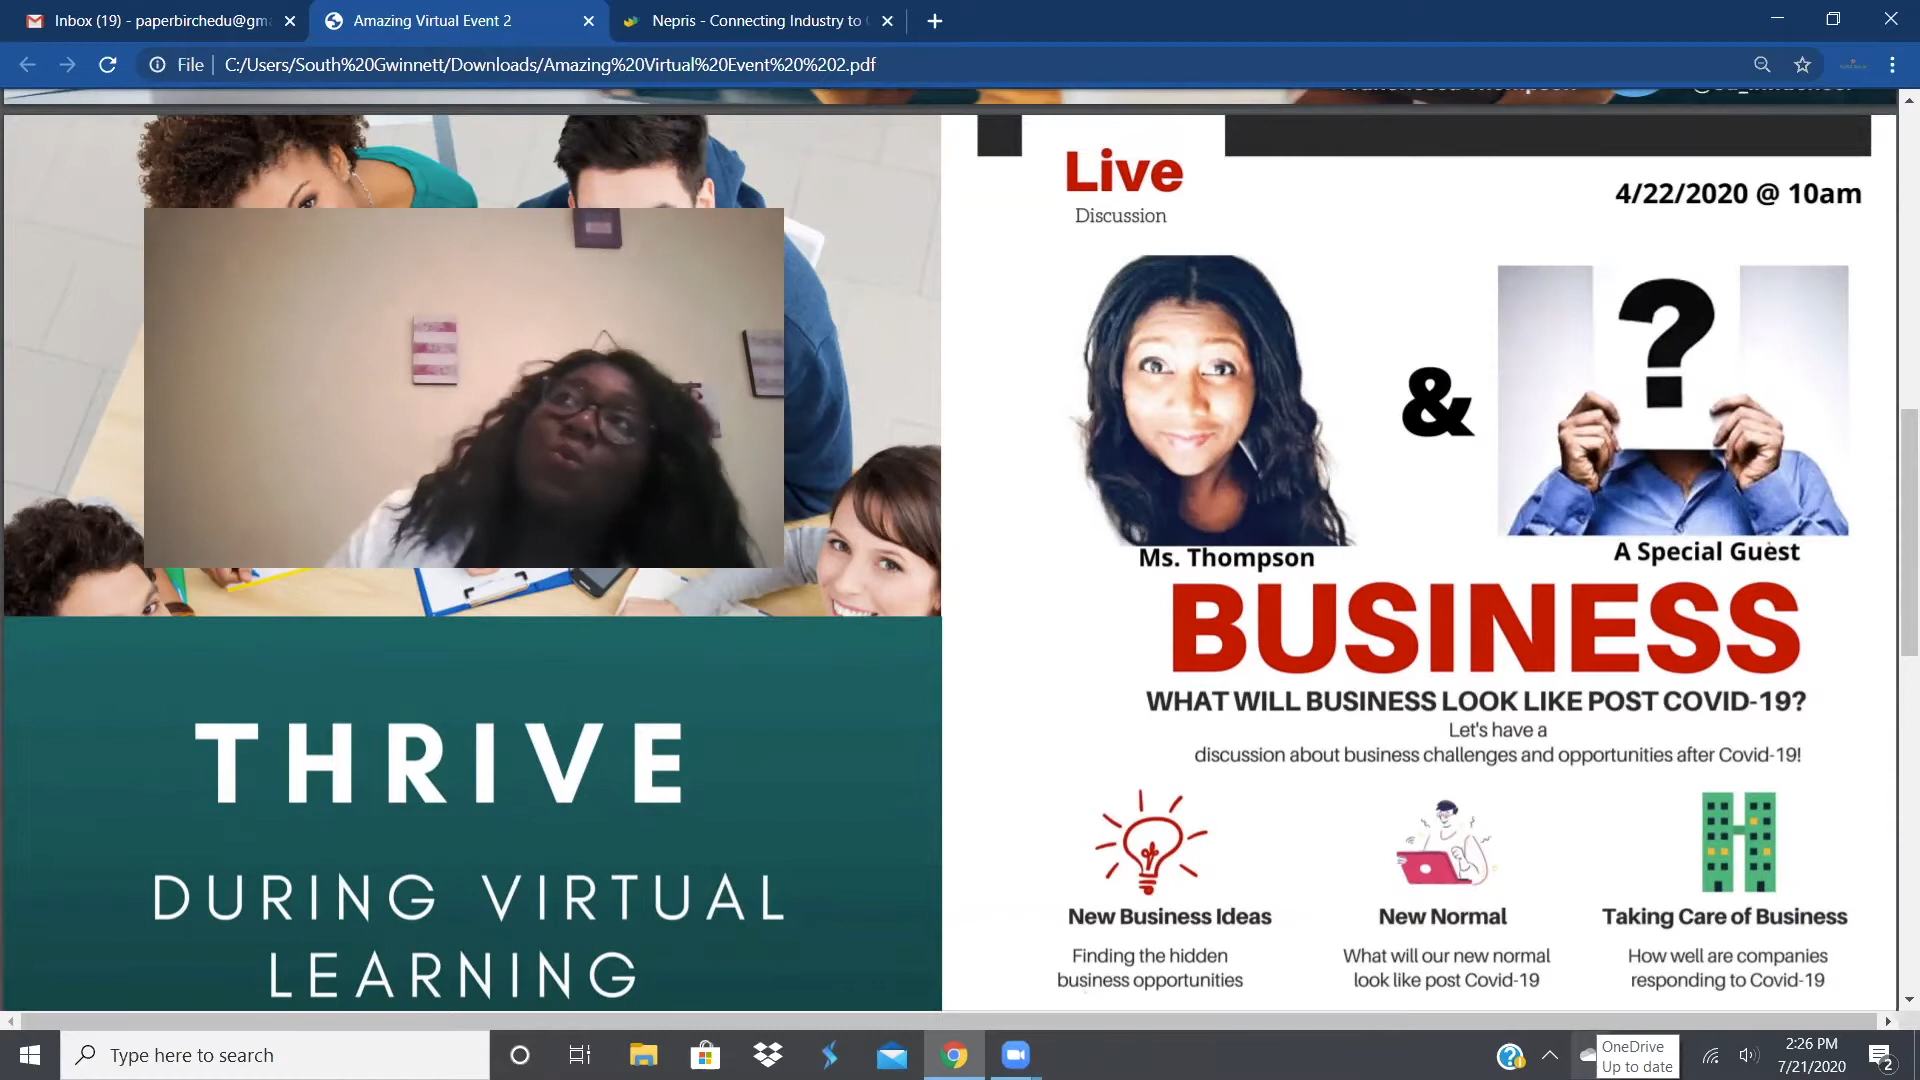 Inbox (19) - paperbirchedu@gm
Amazing Virtual Event 2
Nepris - Connecting Industry to
File
C:/Users/South%20Gwinnett/Downloads/Amazing%20Virtual%20Event%20%202.pdf
Live
Discussion
4/22/2020 @ 10am
?
&
Ms. Thompson
A Special Guest
BUSINESS
WHAT WILL BUSINESS LOOK LIKE POST COVID-19?
Let's have a
discussion about business challenges and opportunities after Covid-19!
New Business Ideas
Finding the hidden
business opportunities
New Normal
What will our new normal
look like post Covid-19
Taking Care of Business
How well are companies
responding to Covid-19
THRIVE
DURING VIRTUAL
LEARNING
Type here to search
OneDrive
Up to date
2:26 PM
7/21/2020
2